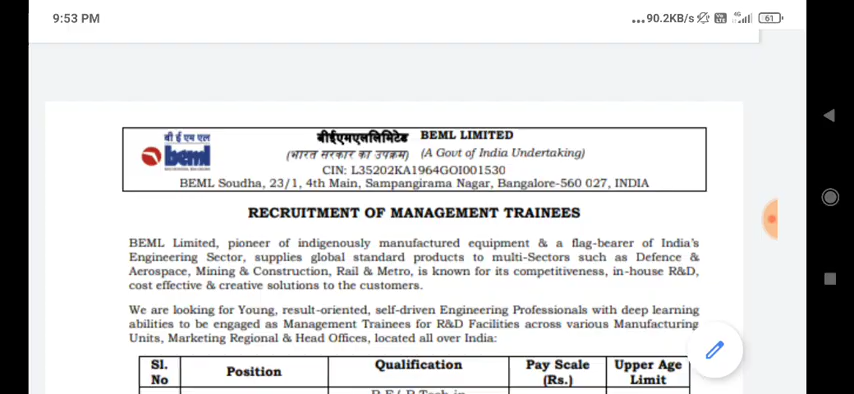 9:53 PM
...90.2KB/s 4G 61
बी ई एम एल
beml
बीईएमएललिमिटेड BEML LIMITED
(भारत सरकार का उपक्रम) (A Govt of India Undertaking)
CIN: L35202KA1964GOI001530
BEML Soudha, 23/1, 4th Main, Sampangirama Nagar, Bangalore-560 027, INDIA
RECRUITMENT OF MANAGEMENT TRAINEES
BEML Limited, pioneer of indigenously manufactured equipment & a flag-bearer of India's
Engineering Sector, supplies global standard products to multi-Sectors such as Defence &
Aerospace, Mining & Construction, Rail & Metro, is known for its competitiveness, in-house R&D,
cost effective & creative solutions to the customers.
We are looking for Young, result-oriented, self-driven Engineering Professionals with deep learning
abilities to be engaged as Management Trainees for R&D Facilities across various Manufacturing
Units, Marketing Regional & Head Offices, located all over India:
Sl. No Position Qualification Pay Scale (Rs.) Upper Age Limit